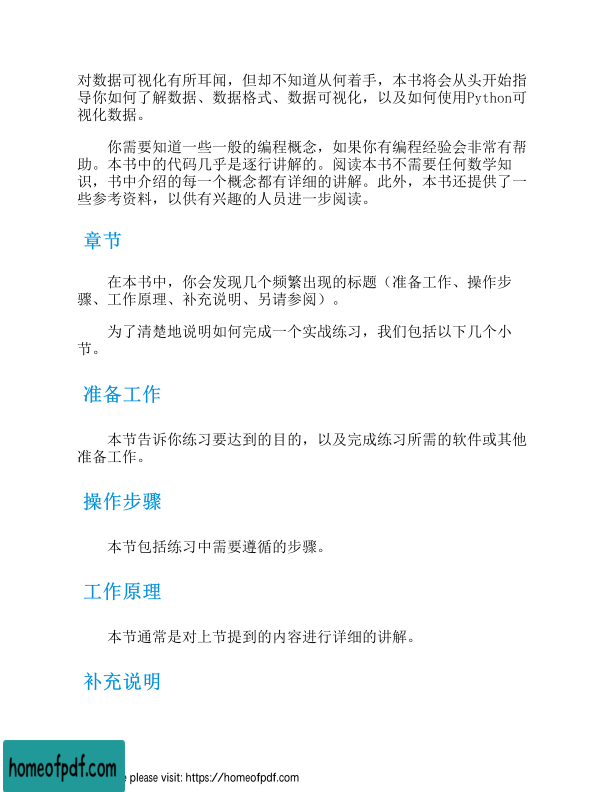 对数据可视化有所耳闻，但却不知道从何着手，本书将会从头开始指
导你如何了解数据、数据格式、数据可视化，以及如何使用Python可
视化数据。
你需要知道一些一般的编程概念，如果你有编程经验会非常有帮
助。本书中的代码几乎是逐行讲解的。阅读本书不需要任何数学知
识，书中介绍的每一个概念都有详细的讲解。此外，本书还提供了一
些参考资料，以供有兴趣的人员进一步阅读。
章节
在本书中，你会发现几个频繁出现的标题（准备工作、操作步
骤、工作原理、补充说明、另请参阅）。
为了清楚地说明如何完成一个实战练习，我们包括以下几个小
节。
准备工作
本节告诉你练习要达到的目的，以及完成练习所需的软件或其他
准备工作。
操作步骤
本节包括练习中需要遵循的步骤。
工作原理
本节通常是对上节提到的内容进行详细的讲解。
补充说明
homeofpdf.com
e please visit: https://homeofpdf.com